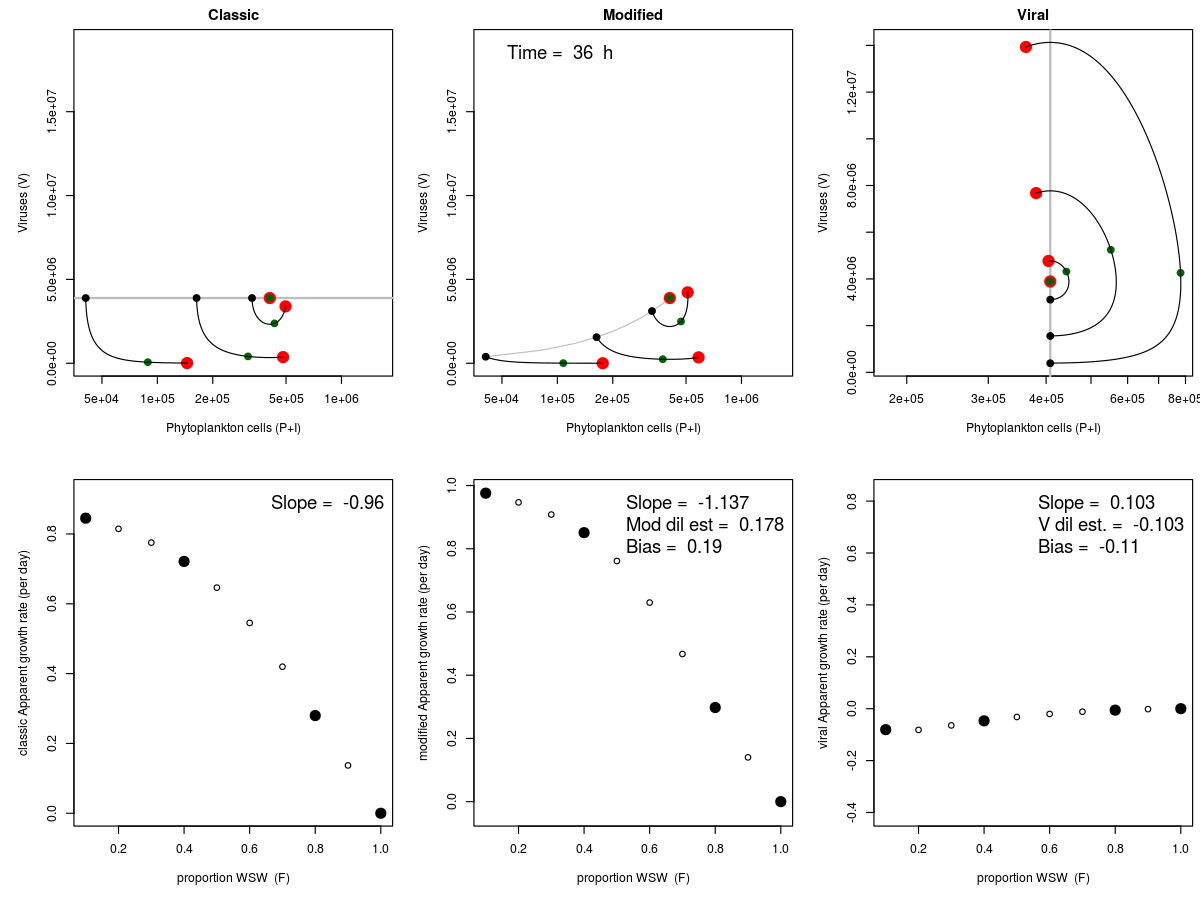 Classic
Viruses (V)
0.0e+00
5.0e+06
1.0e+07
1.5e+07
5e+04 1e+05 2e+05 5e+05 1e+06
Phytoplankton cells (P+I)
Modified
Time = 36 h
Viruses (V)
0.0e+00
5.0e+06
1.0e+07
1.5e+07
5e+04 1e+05 2e+05 5e+05 1e+06
Phytoplankton cells (P+I)
Viral
Viruses (V)
0.0e+00
4.0e+06
8.0e+06
1.2e+07
2e+05 3e+05 4e+05 6e+05 8e+05
Phytoplankton cells (P+I)
Slope = -0.96
classic Apparent growth rate (per day)
0.0
0.2
0.4
0.6
0.8
0.2 0.4 0.6 0.8 1.0
proportion WSW (F)
Slope = -1.137
Mod dil est = 0.178
Bias = 0.19
modified Apparent growth rate (per day)
0.0
0.2
0.4
0.6
0.8
1.0
0.2 0.4 0.6 0.8 1.0
proportion WSW (F)
Slope = 0.103
V dil est. = -0.103
Bias = -0.11
viral Apparent growth rate (per day)
-0.4
-0.2
0.0
0.2
0.4
0.6
0.8
0.2 0.4 0.6 0.8 1.0
proportion WSW (F)